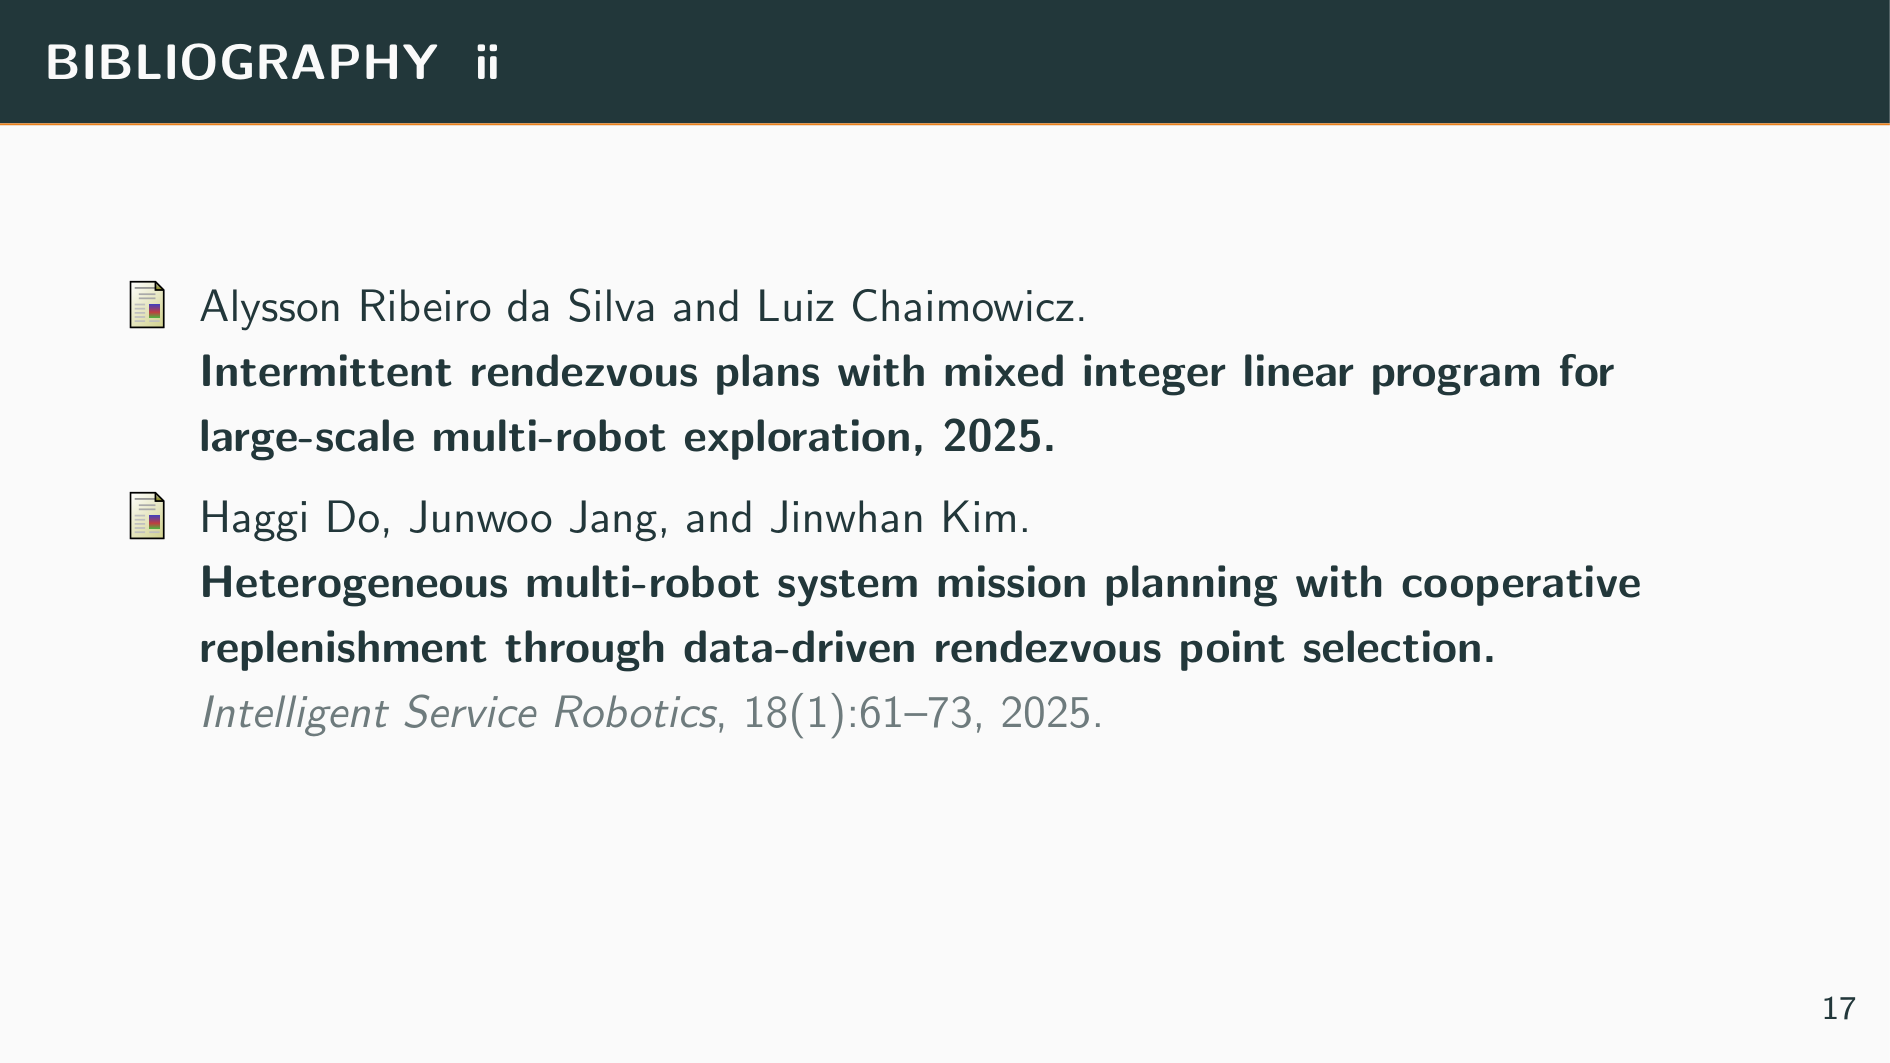 BIBLIOGRAPHY ii
Alysson Ribeiro da Silva and Luiz Chaimowicz.
Intermittent rendezvous plans with mixed integer linear program for
large-scale multi-robot exploration, 2025.
Haggi Do, Junwoo Jang, and Jinwhan Kim.
Heterogeneous multi-robot system mission planning with cooperative
replenishment through data-driven rendezvous point selection.
Intelligent Service Robotics, 18(1):61–73, 2025.
17